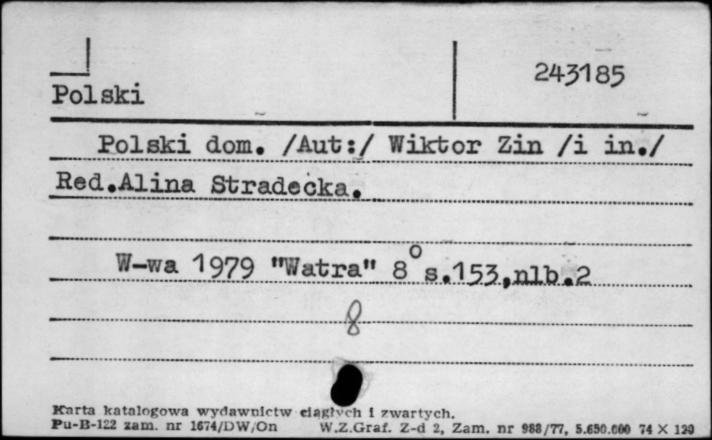 243185
Polski
Polski dom. /Aut:/ Wiktor Zin /i in./
Red.Alina Stradecka.
W-wa 1979 "Watra" 8° s.153,nlb.2
8
Karta katalogowa wydawnictw ciągłych i zwartych.
Pu-B-122 zam. nr 1674/DW/On W.Z.Graf. Z-d 2, Zam. nr 988/77, 5.650.000 74 X 120